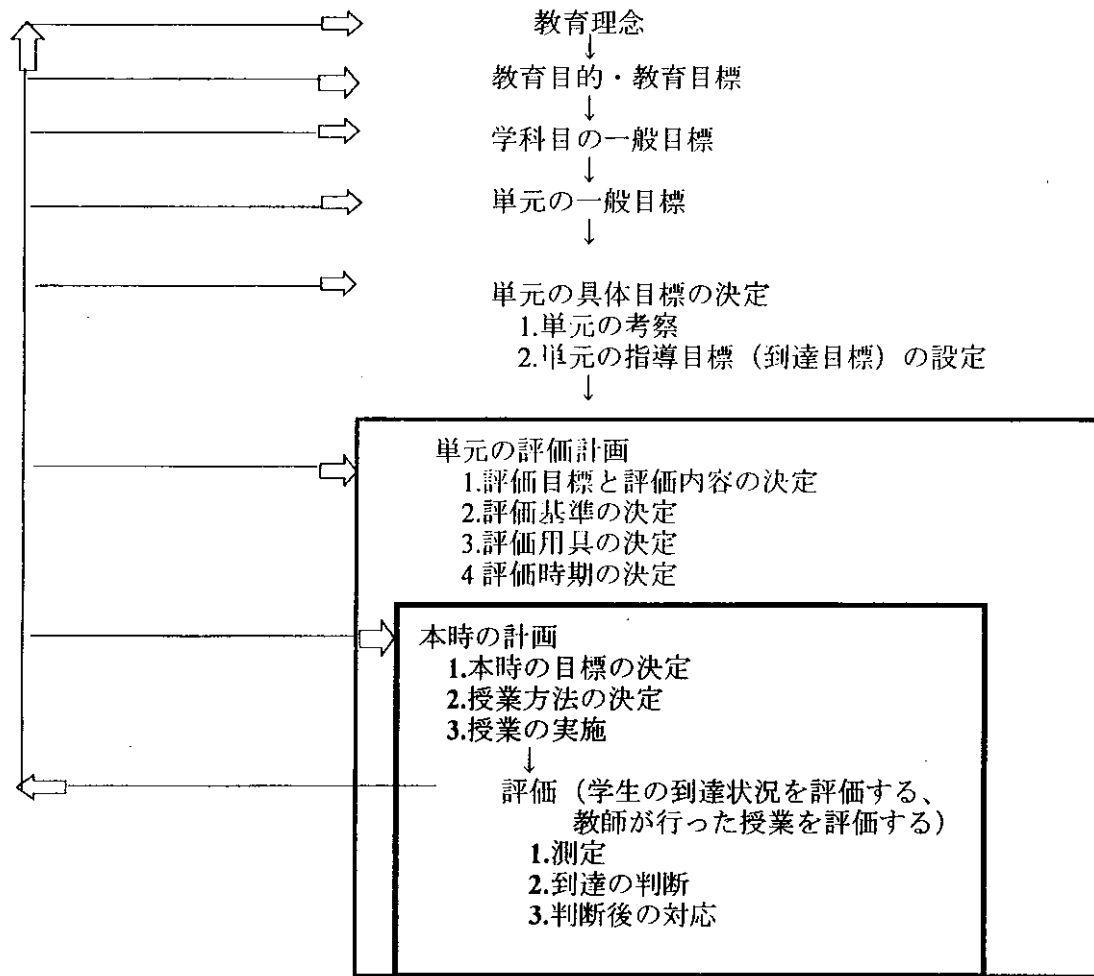 教育理念
↓
教育目的・教育目標
↓
学科目の一般目標
↓
単元の一般目標
↓
単元の具体目標の決定
1.単元の考察
2.単元の指導目標（到達目標）の設定
↓
単元の評価計画
1.評価目標と評価内容の決定
2.評価基準の決定
3.評価用具の決定
4 評価時期の決定
本時の計画
1.本時の目標の決定
2.授業方法の決定
3.授業の実施
↓
評価（学生の到達状況を評価する、
教師が行った授業を評価する）
1.測定
2.到達の判断
3.判断後の対応